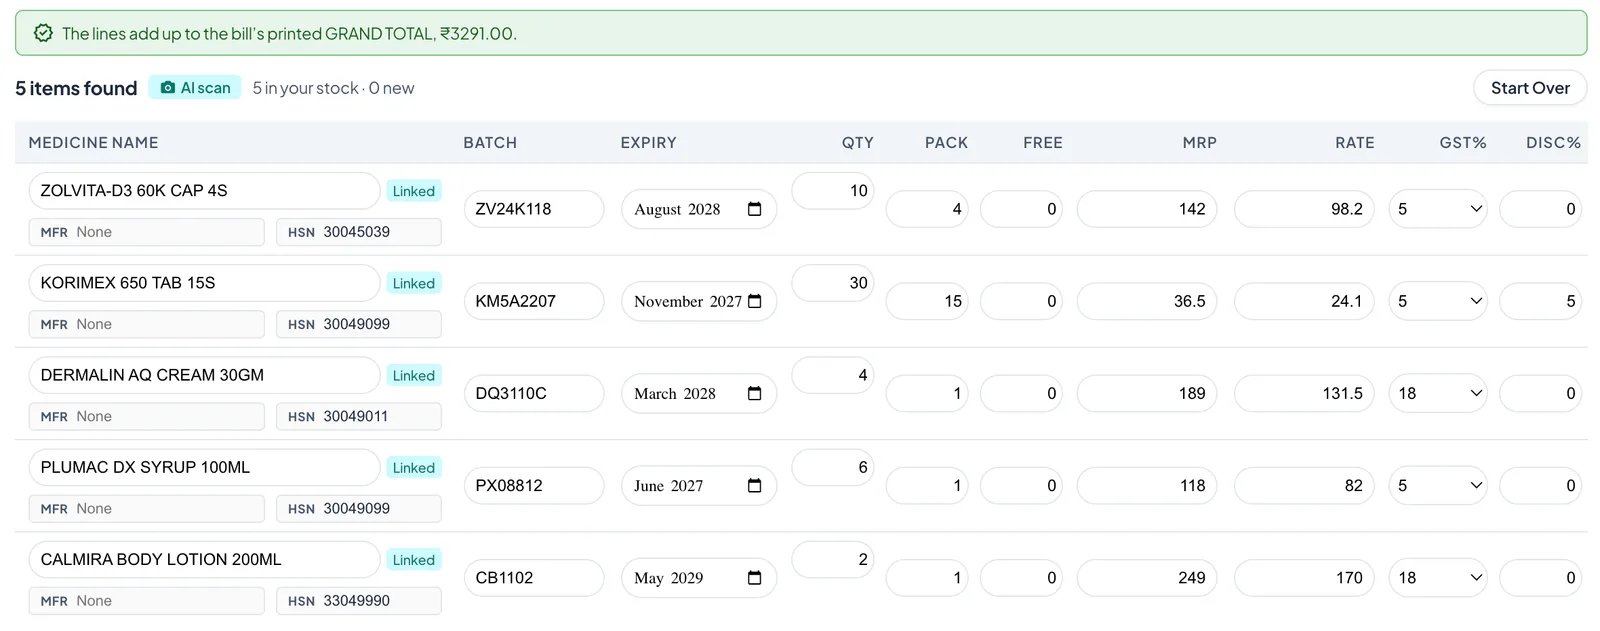 The lines add up to the bill's printed GRAND TOTAL, ₹3291.00.
5 items found AI scan 5 in your stock · 0 new Start Over
MEDICINE NAME BATCH EXPIRY QTY PACK FREE MRP RATE GST% DISC%
ZOLVITA-D3 60K CAP 4S Linked ZV24K118 August 2028 10 4 0 142 98.2 5 0
MFR None HSN 30045039
KORIMEX 650 TAB 15S Linked KM5A2207 November 2027 30 15 0 36.5 24.1 5 5
MFR None HSN 30049099
DERMALIN AQ CREAM 30GM Linked DQ3110C March 2028 4 1 0 189 131.5 18 0
MFR None HSN 30049011
PLUMAC DX SYRUP 100ML Linked PX08812 June 2027 6 1 0 118 82 5 0
MFR None HSN 30049099
CALMIRA BODY LOTION 200ML Linked CB1102 May 2029 2 1 0 249 170 18 0
MFR None HSN 33049990